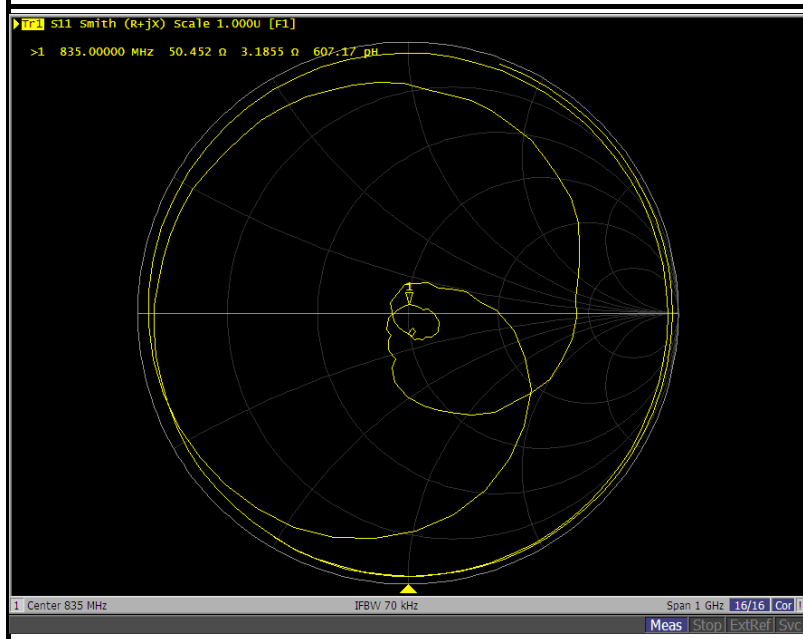 Tr1 S11 Smith (R+jX) Scale 1.000U [F1]
>1 835.00000 MHz 50.452 Ω 3.1855 Ω 607.17 pH
1
1 Center 835 MHz IFBW 70 kHz Span 1 GHz 16/16 Cor !
Meas Stop ExtRef Svc